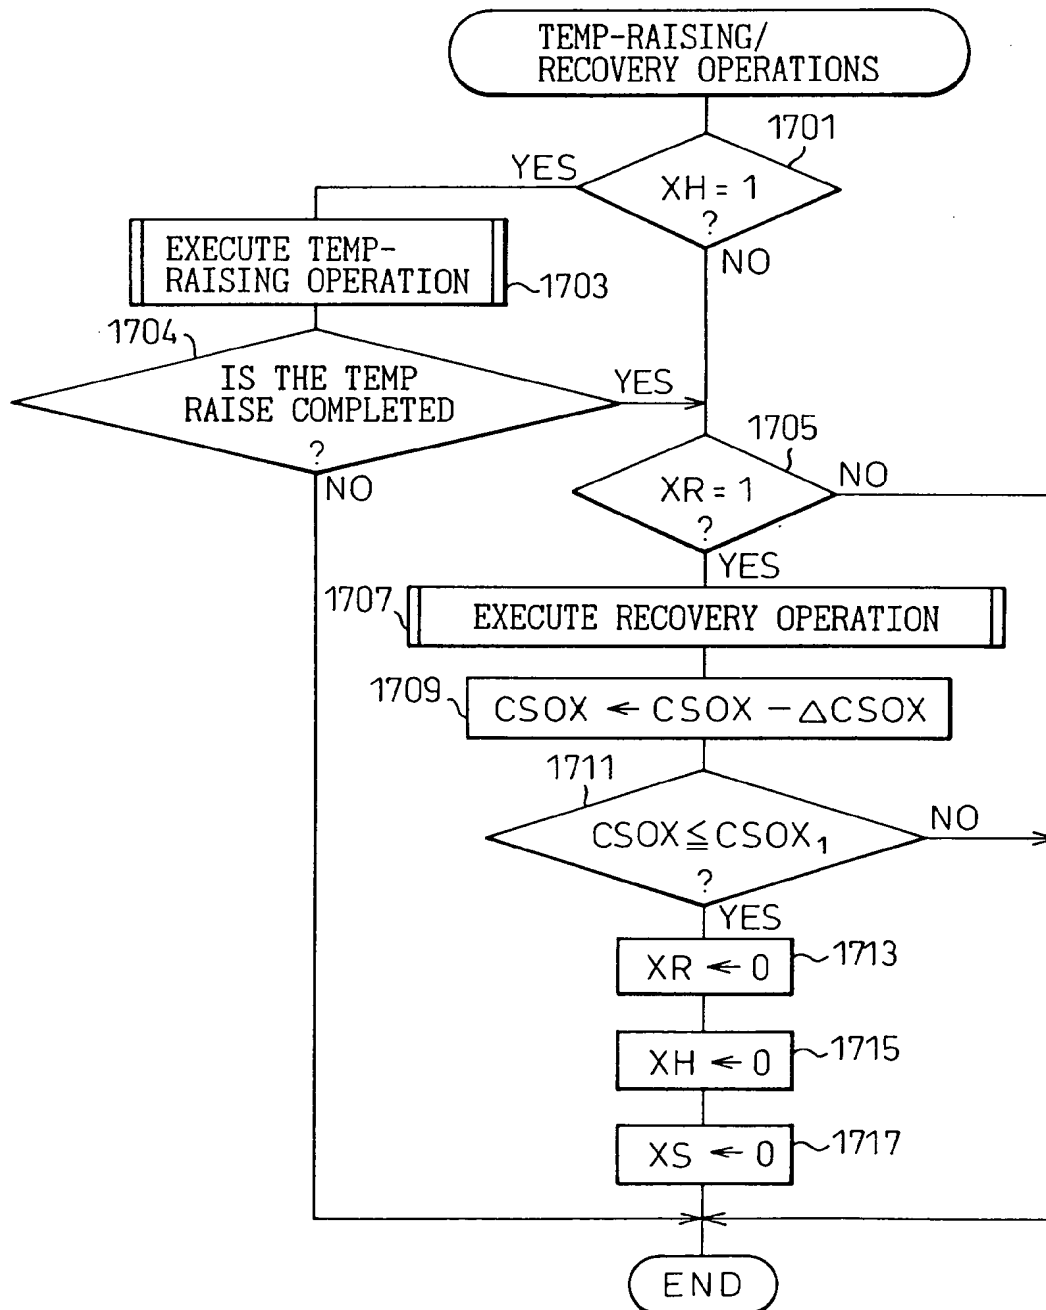 TEMP-RAISING/
RECOVERY OPERATIONS
1701
YES
XH = 1
?
NO
EXECUTE TEMP-
RAISING OPERATION
1703
1704
IS THE TEMP
RAISE COMPLETED
?
YES
NO
1705
XR = 1
?
NO
YES
1707
EXECUTE RECOVERY OPERATION
1709
CSOX ← CSOX − △CSOX
1711
CSOX ≦ CSOX₁
?
NO
YES
XR ← 0
1713
XH ← 0
1715
XS ← 0
1717
END